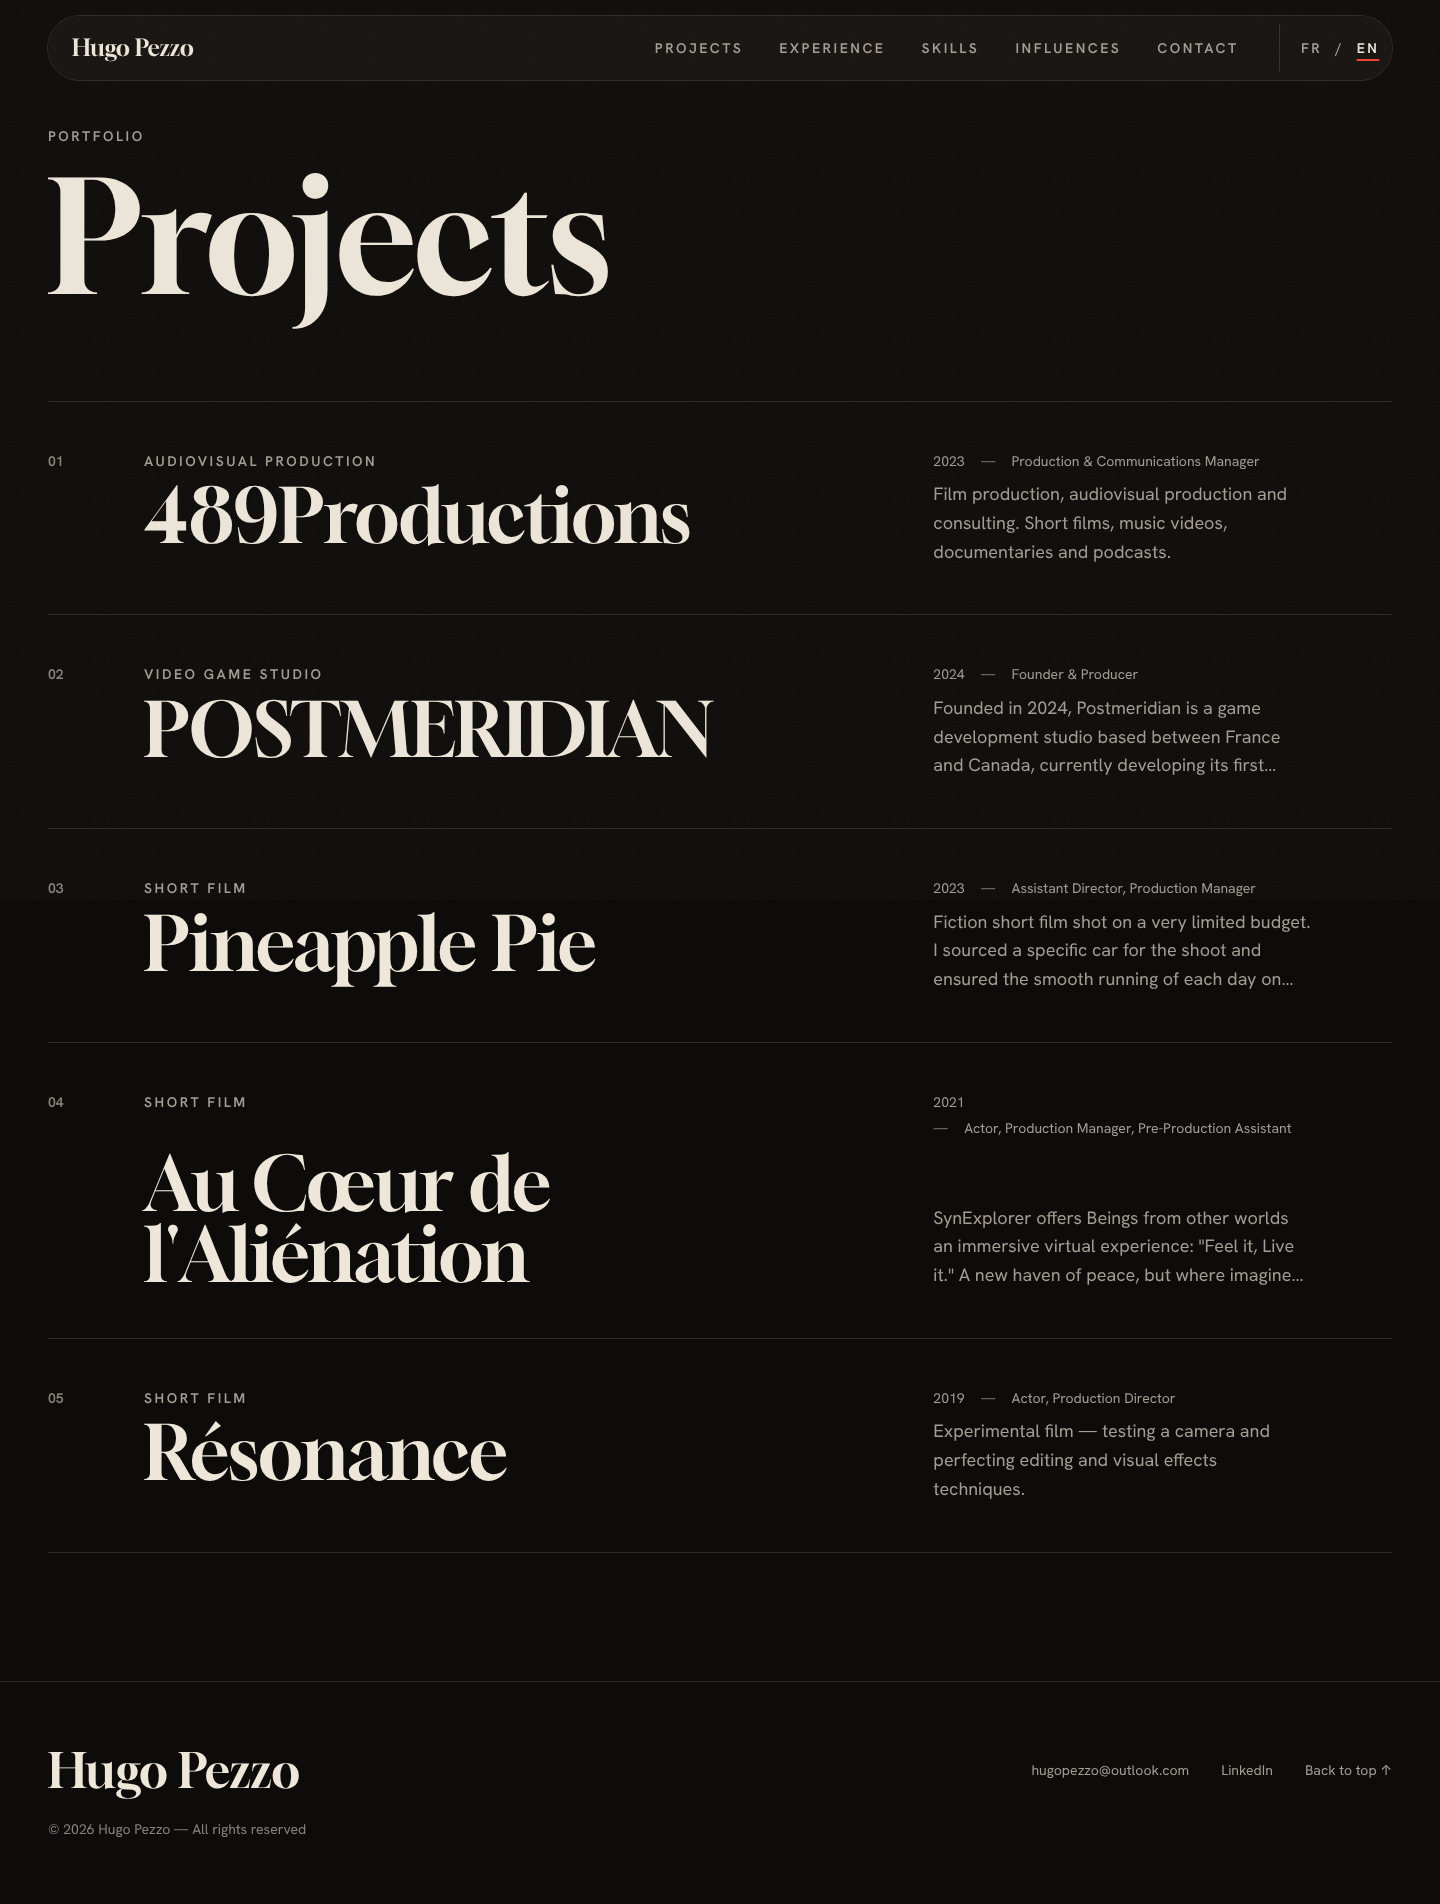 Hugo Pezzo
PROJECTS EXPERIENCE SKILLS INFLUENCES CONTACT FR / EN
PORTFOLIO
Projects
01
AUDIOVISUAL PRODUCTION
489Productions
2023 — Production & Communications Manager
Film production, audiovisual production and
consulting. Short films, music videos,
documentaries and podcasts.
02
VIDEO GAME STUDIO
POSTMERIDIAN
2024 — Founder & Producer
Founded in 2024, Postmeridian is a game
development studio based between France
and Canada, currently developing its first...
03
SHORT FILM
Pineapple Pie
2023 — Assistant Director, Production Manager
Fiction short film shot on a very limited budget.
I sourced a specific car for the shoot and
ensured the smooth running of each day on...
04
SHORT FILM
Au Cœur de
l'Aliénation
2021
— Actor, Production Manager, Pre-Production Assistant
SynExplorer offers Beings from other worlds
an immersive virtual experience: "Feel it, Live
it." A new haven of peace, but where imagine...
05
SHORT FILM
Résonance
2019 — Actor, Production Director
Experimental film — testing a camera and
perfecting editing and visual effects
techniques.
Hugo Pezzo
hugopezzo@outlook.com LinkedIn Back to top ↑
© 2026 Hugo Pezzo — All rights reserved